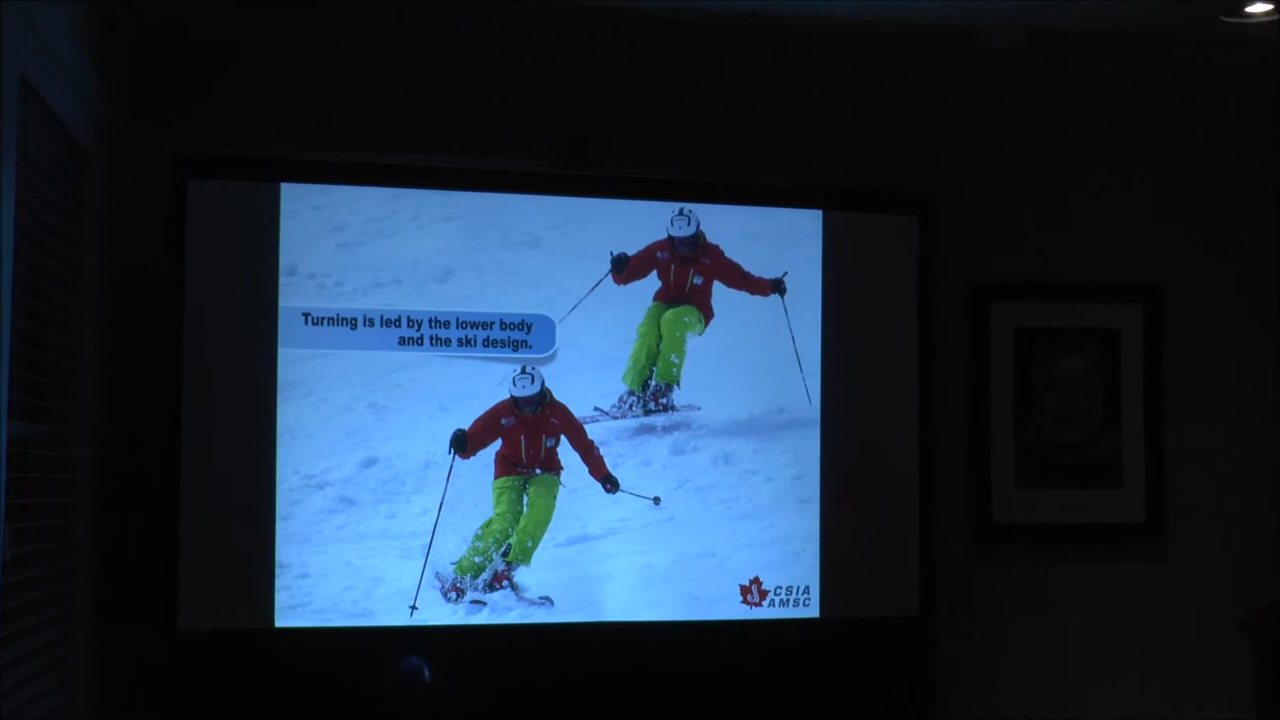 Turning is led by the lower body
and the ski design.
CSIA
AMSC